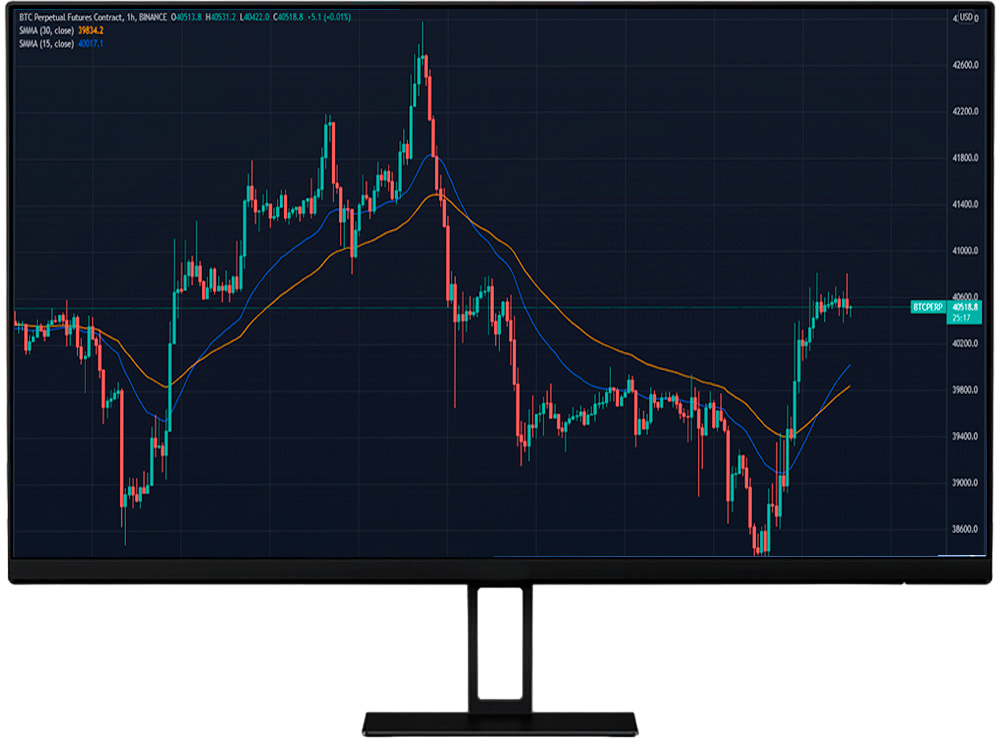 BTC Perpetual Futures Contract, 1h, BINANCE O40513.8 H40531.2 L40422.0 C40518.8 +5.1 (+0.01%)
SMMA (30, close) 39834.2
SMMA (15, close) 40017.1
USD
42600.0
42200.0
41800.0
41400.0
41000.0
40600.0
BTCPERP 40518.8
25:17
40200.0
39800.0
39400.0
39000.0
38600.0